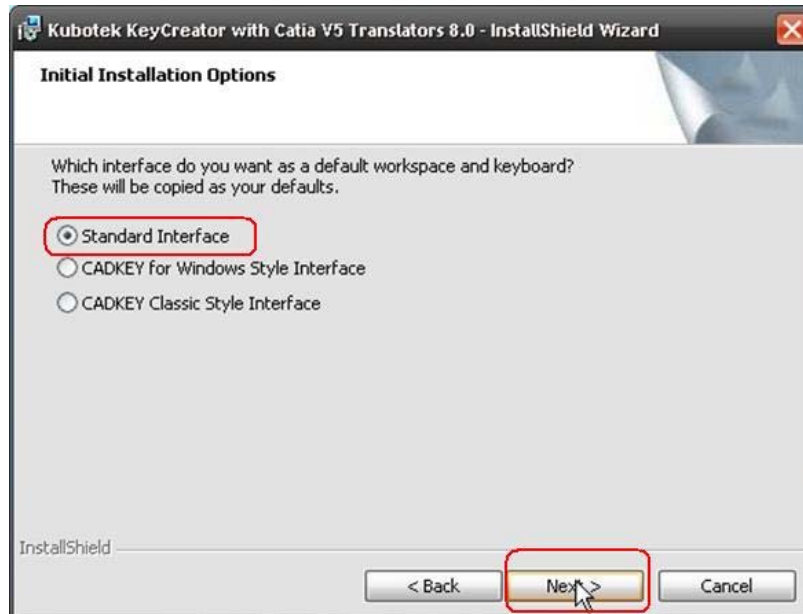 Kubotek KeyCreator with Catia V5 Translators 8.0 - InstallShield Wizard
Initial Installation Options
Which interface do you want as a default workspace and keyboard?
These will be copied as your defaults.
Standard Interface
CADKEY for Windows Style Interface
CADKEY Classic Style Interface
InstallShield
< Back Next > Cancel